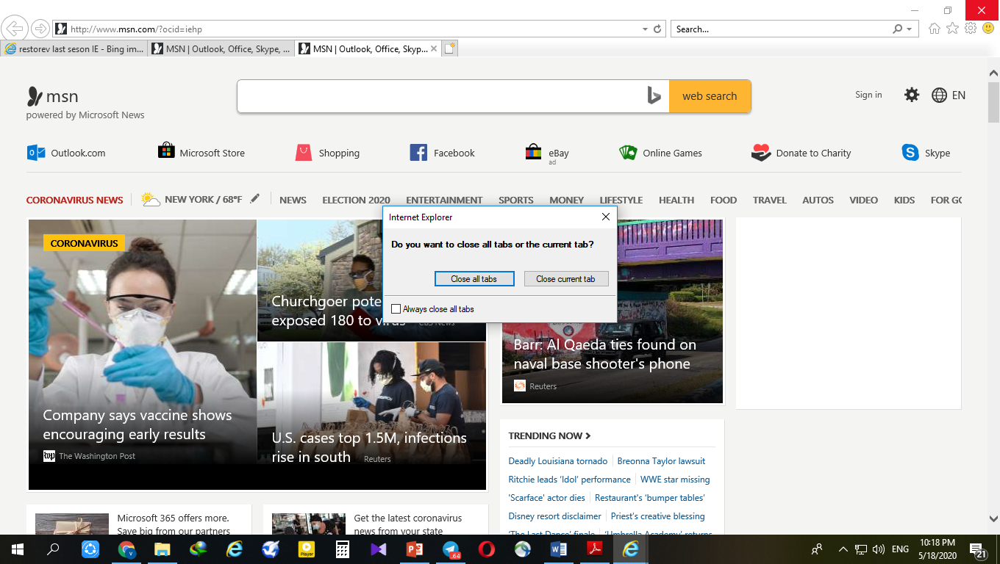 http://www.msn.com/?ocid=iehp
Search...
restorev last seson IE - Bing im...
MSN | Outlook, Office, Skype, ...
MSN | Outlook, Office, Skyp...
msn
powered by Microsoft News
web search
Sign in
EN
Outlook.com
Microsoft Store
Shopping
Facebook
eBay
ad
Online Games
Donate to Charity
Skype
CORONAVIRUS NEWS
NEW YORK / 68°F
NEWS
ELECTION 2020
ENTERTAINMENT
SPORTS
MONEY
LIFESTYLE
HEALTH
FOOD
TRAVEL
AUTOS
VIDEO
KIDS
FOR GO
Internet Explorer
Do you want to close all tabs or the current tab?
Close all tabs
Close current tab
Always close all tabs
CORONAVIRUS
Company says vaccine shows
encouraging early results
wp The Washington Post
Churchgoer pote
exposed 180 to virus CBS News
U.S. cases top 1.5M, infections
rise in south Reuters
Barr: Al Qaeda ties found on
naval base shooter's phone
Reuters
TRENDING NOW
Deadly Louisiana tornado
Breonna Taylor lawsuit
Ritchie leads 'Idol' performance
WWE star missing
'Scarface' actor dies
Restaurant's 'bumper tables'
Disney resort disclaimer
Priest's creative blessing
'The Last Dance' finale
'Umbrella Academy' returns
Microsoft 365 offers more.
Save big from our partners
Get the latest coronavirus
news from your state
Player
.64
ENG
10:18 PM
5/18/2020
21